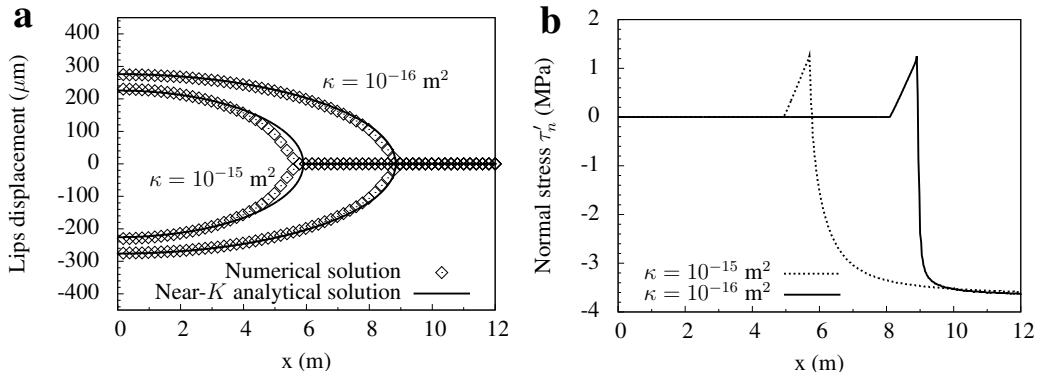 a
Lips displacement (μm)
400
300
200
100
0
-100
-200
-300
-400
κ = 10⁻¹⁶ m²
κ = 10⁻¹⁵ m²
Numerical solution
Near-K analytical solution
0 2 4 6 8 10 12
x (m)
b
Normal stress τ′ₙ (MPa)
2
1
0
-1
-2
-3
-4
κ = 10⁻¹⁵ m²
κ = 10⁻¹⁶ m²
0 2 4 6 8 10 12
x (m)